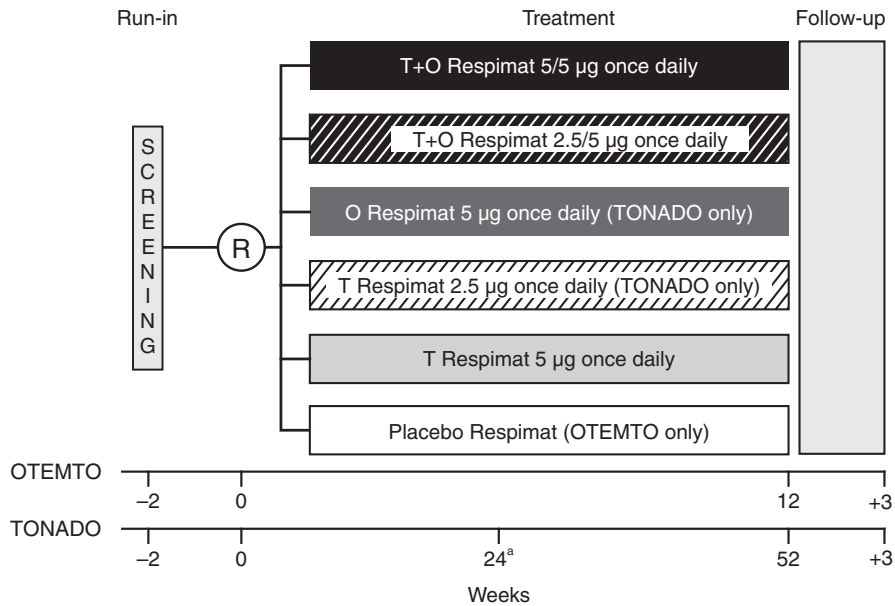 Run-in Treatment Follow-up
T+O Respimat 5/5 µg once daily
T+O Respimat 2.5/5 µg once daily
O Respimat 5 µg once daily (TONADO only)
SCREENING
R
T Respimat 2.5 µg once daily (TONADO only)
T Respimat 5 µg once daily
Placebo Respimat (OTEMTO only)
OTEMTO
–2 0 12 +3
TONADO
–2 0 24ᵃ 52 +3
Weeks